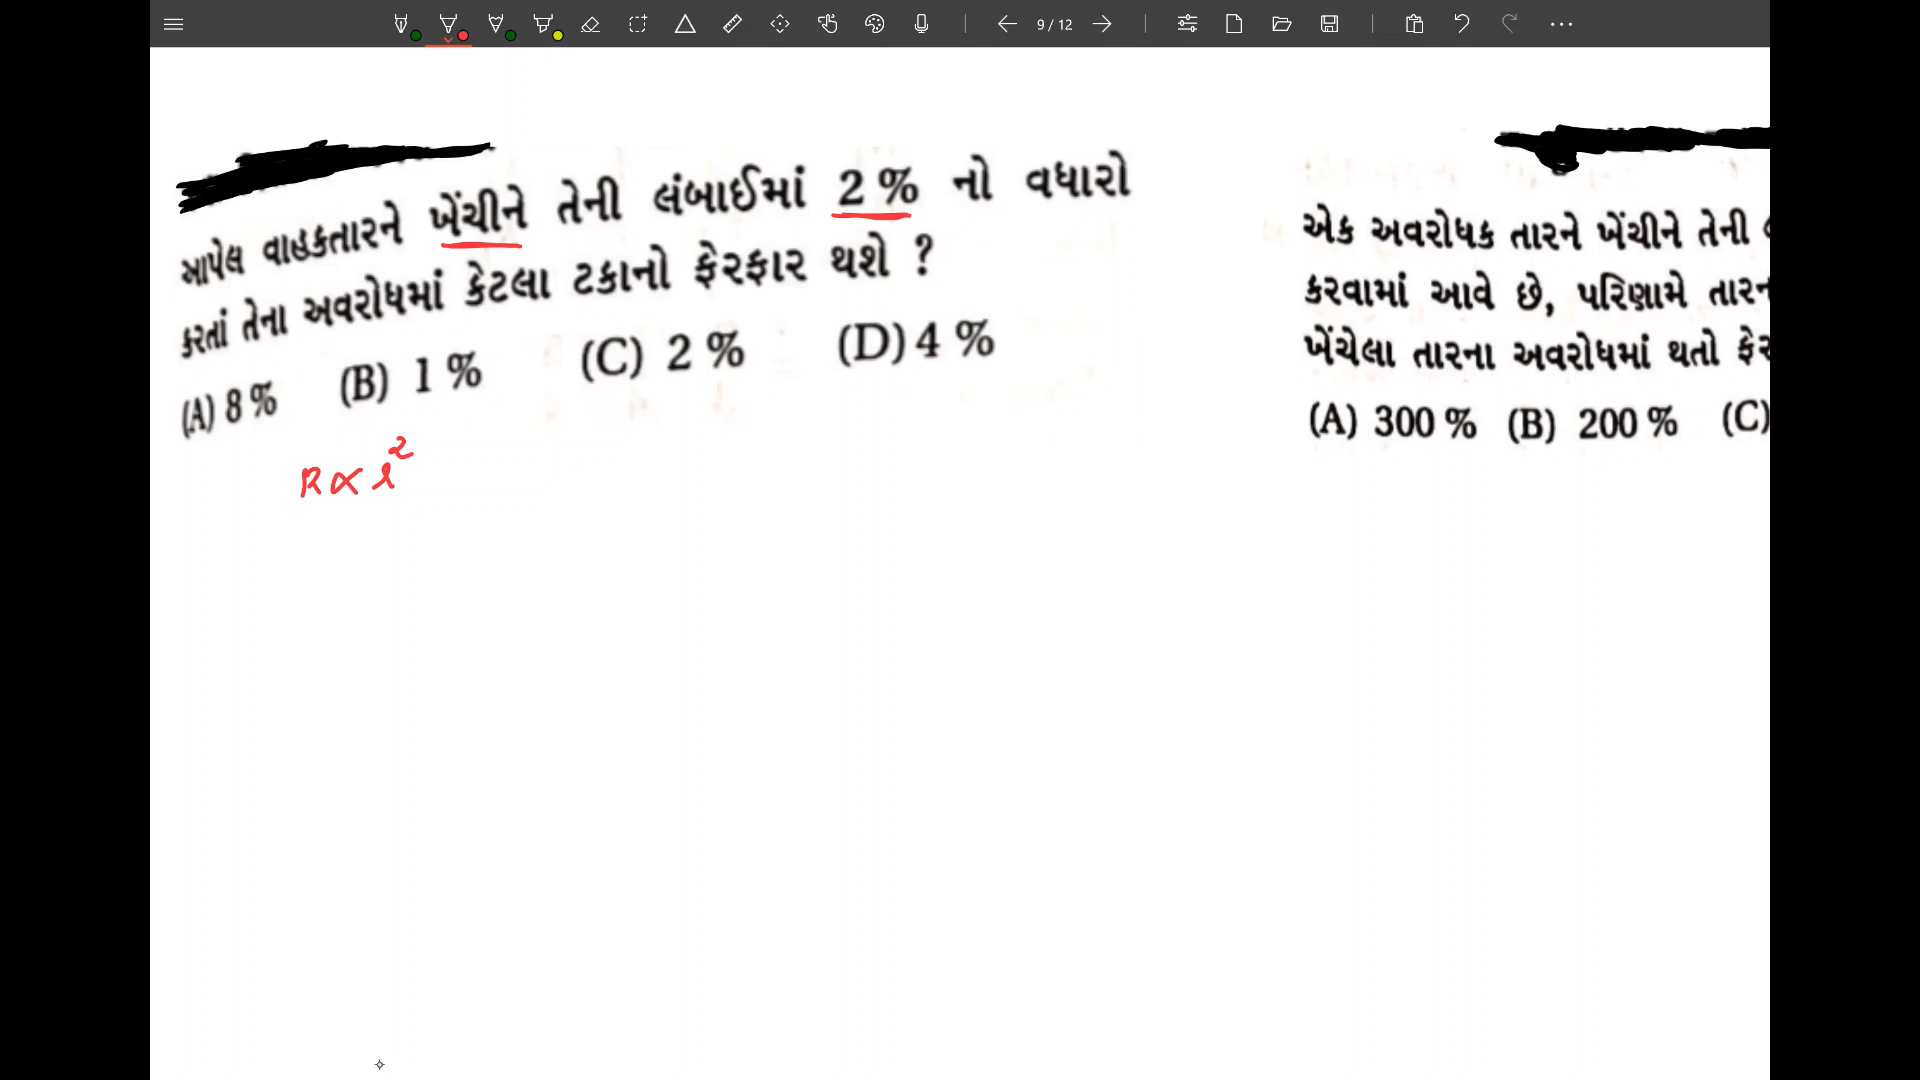 9 / 12
આપેલ વાહકતારને ખેંચીને તેની લંબાઈમાં 2 % નો વધારો
કરતાં તેના અવરોધમાં કેટલા ટકાનો ફેરફાર થશે ?
(A) 8 % (B) 1 % (C) 2 % (D) 4 %
R ∝ l²
એક અવરોધક તારને ખેંચીને તેની
કરવામાં આવે છે, પરિણામે
ખેંચેલા તારના અવરોધમાં થતો
(A) 300 % (B) 200 % (C)